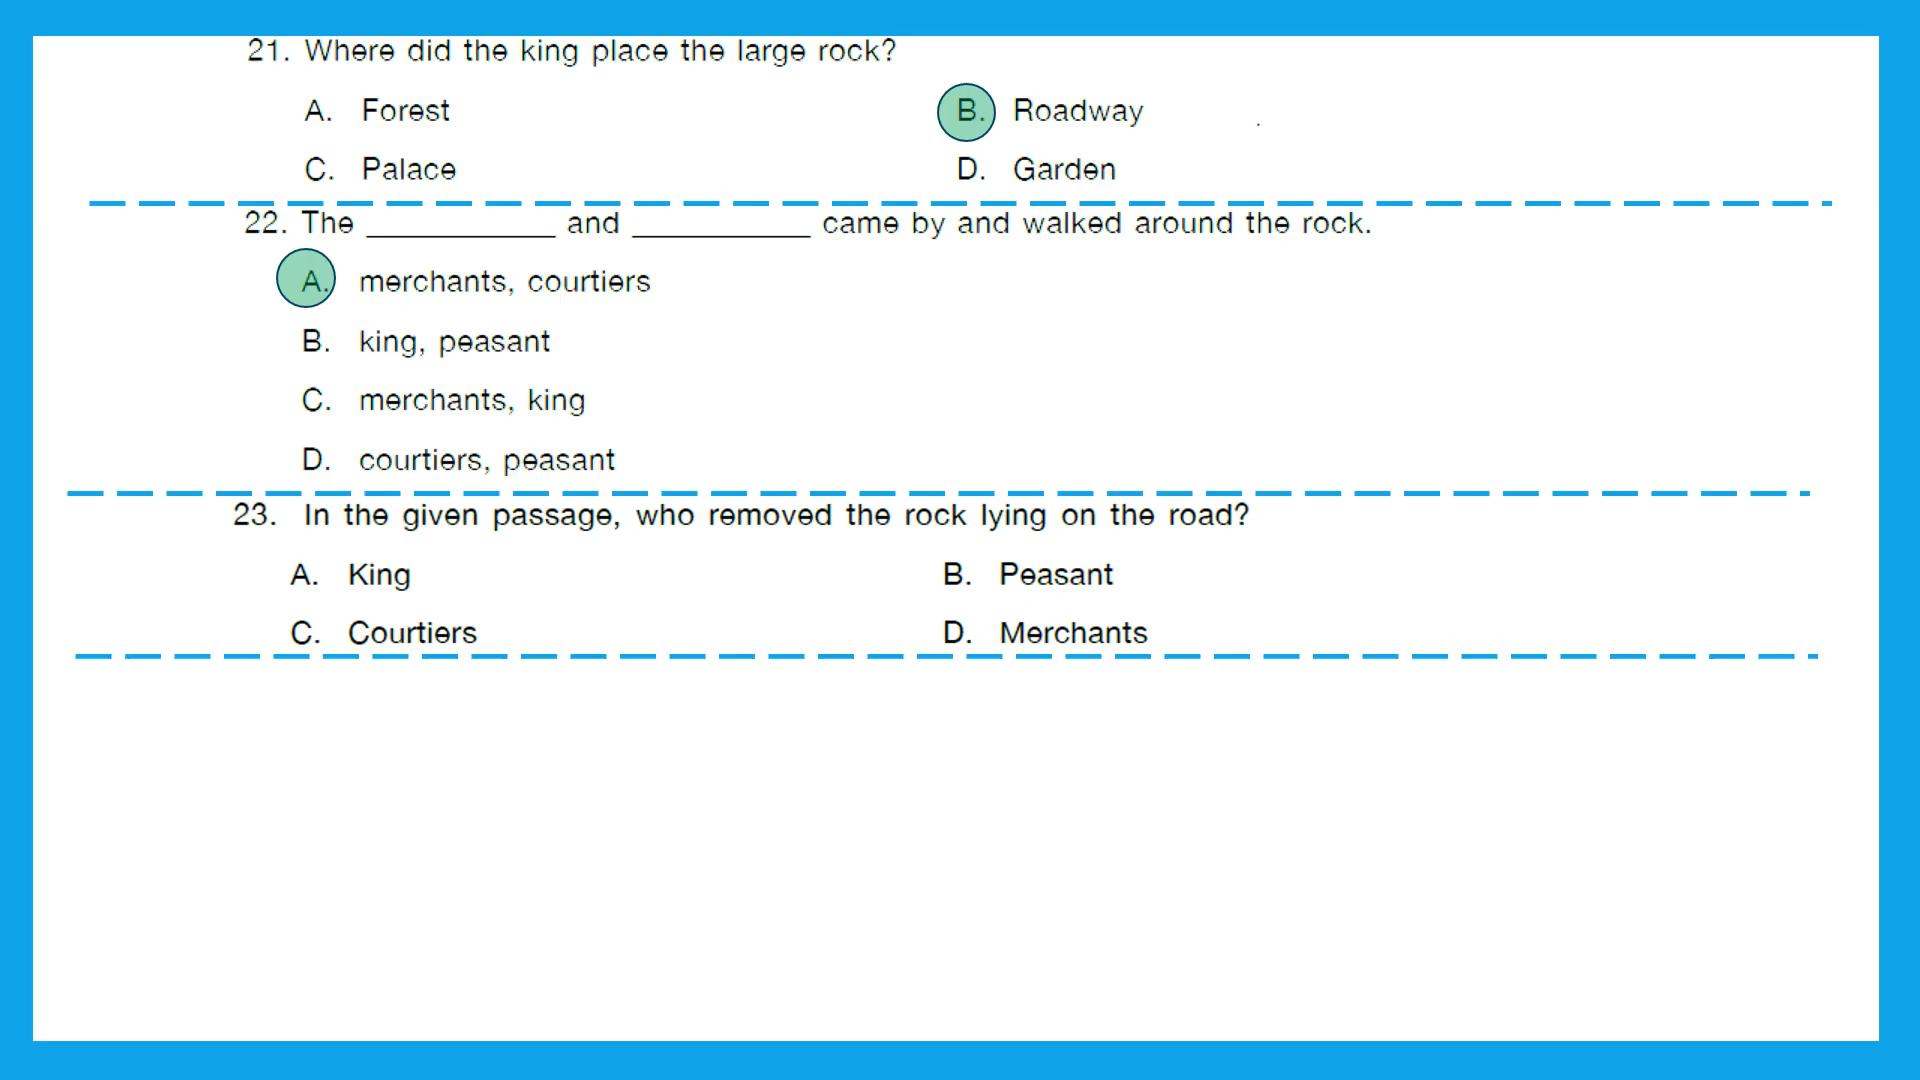 21. Where did the king place the large rock?
A. Forest B. Roadway
C. Palace D. Garden
22. The ____________ and ___________ came by and walked around the rock.
A. merchants, courtiers
B. king, peasant
C. merchants, king
D. courtiers, peasant
23. In the given passage, who removed the rock lying on the road?
A. King B. Peasant
C. Courtiers D. Merchants